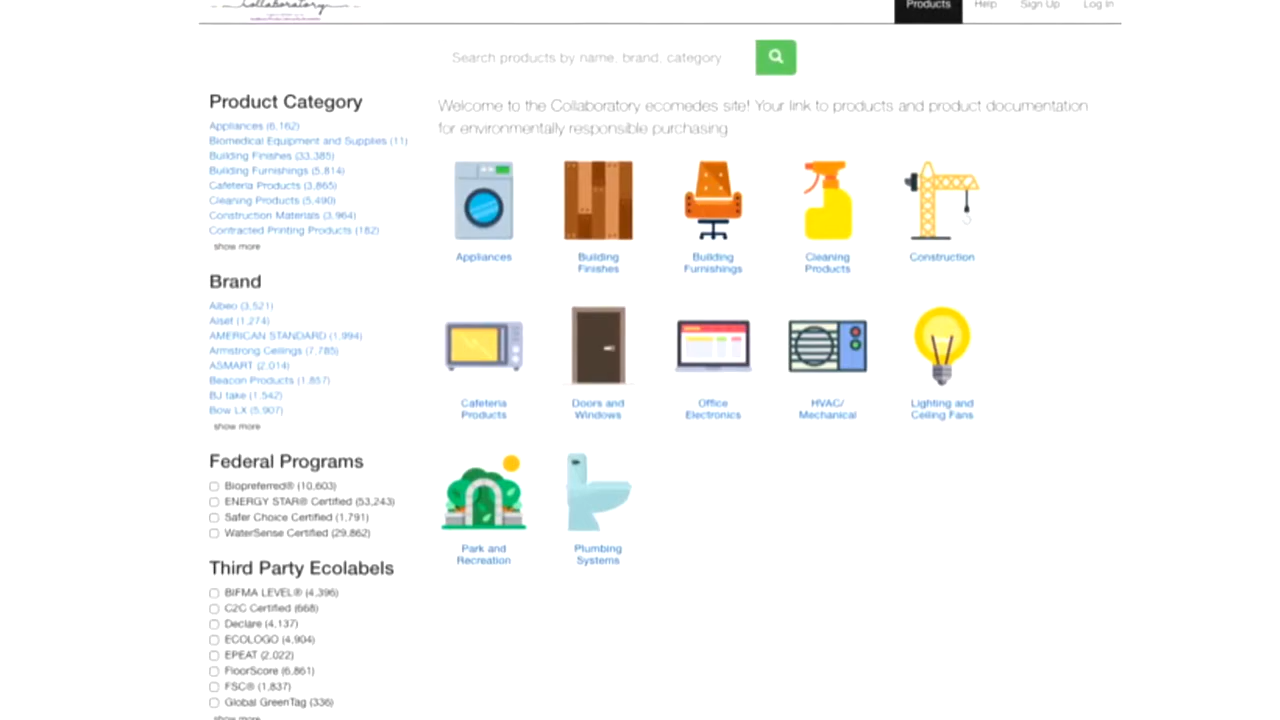 Collaboratory
Products Help Sign Up Log In
Search products by name, brand, category
Product Category
Appliances (6,162)
Biomedical Equipment and Supplies (11)
Building Finishes (33,385)
Building Furnishings (5,814)
Cafeteria Products (3,865)
Cleaning Products (5,490)
Construction Materials (3,964)
Contracted Printing Products (182)
show more
Brand
Albeo (3,521)
(1,274)
AMERICAN STANDARD (1,994)
Armstrong Ceilings (7,785)
ASMART (2,014)
Beacon Products (1,857)
BJ take (1,542)
Bow LX (5,907)
show more
Federal Programs
Biopreferred® (10,603)
ENERGY STAR® Certified (53,243)
Safer Choice Certified (1,791)
WaterSense Certified (29,862)
Third Party Ecolabels
BIFMA LEVEL® (4,396)
C2C Certified (668)
Declare (4,137)
ECOLOGO (4,904)
EPEAT (2,022)
FloorScore (6,861)
FSC® (1,837)
Global GreenTag (336)
show more
Welcome to the Collaboratory ecomedes site! Your link to products and product documentation
for environmentally responsible purchasing
Appliances
Building
Finishes
Building
Furnishings
Cleaning
Products
Construction
Cafeteria
Products
Doors and
Windows
Office
Electronics
HVAC/
Mechanical
Lighting and
Ceiling Fans
Park and
Recreation
Plumbing
Systems